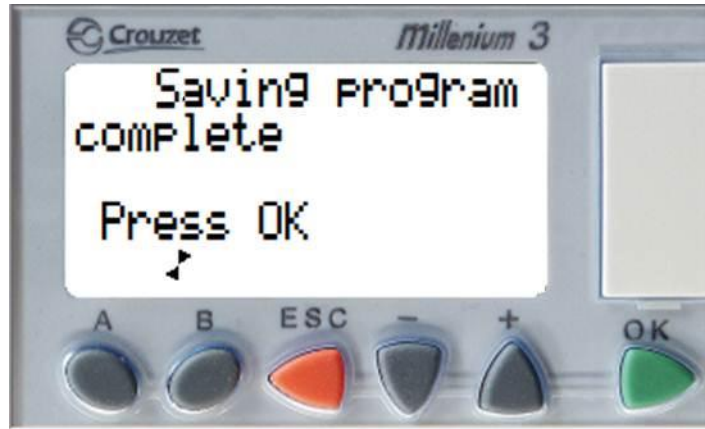 Crouzet
Millenium 3
Saving program
complete
Press OK
A B ESC - + OK